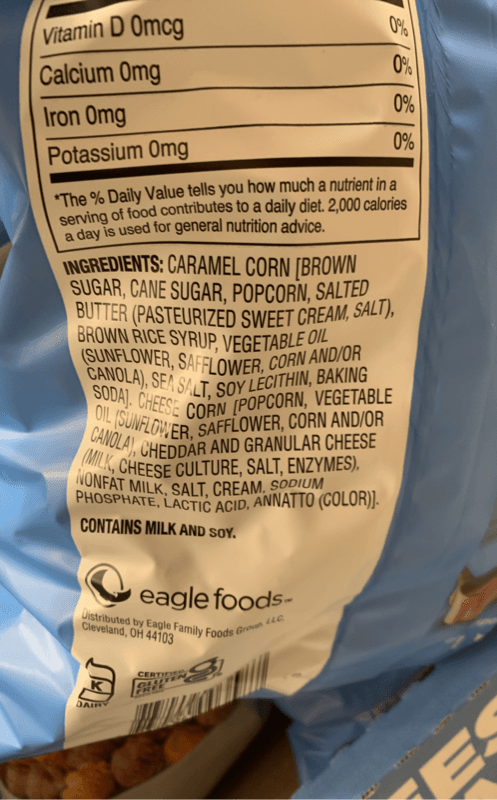 Vitamin D 0mcg 0%
Calcium 0mg 0%
Iron 0mg 0%
Potassium 0mg 0%
*The % Daily Value tells you how much a nutrient in a
serving of food contributes to a daily diet. 2,000 calories
a day is used for general nutrition advice.
INGREDIENTS: CARAMEL CORN [BROWN
SUGAR, CANE SUGAR, POPCORN, SALTED
BUTTER (PASTEURIZED SWEET CREAM, SALT),
BROWN RICE SYRUP, VEGETABLE OIL
(SUNFLOWER, SAFFLOWER, CORN AND/OR
CANOLA), SEA SALT, SOY LECITHIN, BAKING
SODA], CHEESE CORN [POPCORN, VEGETABLE
OIL (SUNFLOWER, SAFFLOWER, CORN AND/OR
CANOLA), CHEDDAR AND GRANULAR CHEESE
(MILK, CHEESE CULTURE, SALT, ENZYMES),
NONFAT MILK, SALT, CREAM, SODIUM
PHOSPHATE, LACTIC ACID, ANNATTO (COLOR)].
CONTAINS MILK AND SOY.
eagle foods™
Distributed by Eagle Family Foods Group LLC.
Cleveland, OH 44103
K
DAIRY
CERTIFIED
GLUTEN
FREE
ES